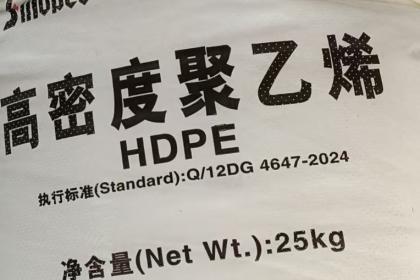 Sinopec
高密度聚乙烯
HDPE
执行标准(Standard):Q/12DG 4647-2024
净含量(Net Wt.):25kg